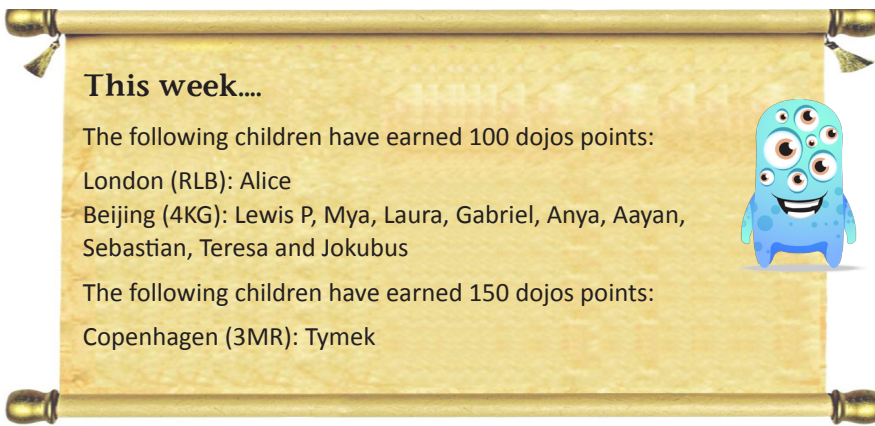 This week....
The following children have earned 100 dojos points:
London (RLB): Alice
Beijing (4KG): Lewis P, Mya, Laura, Gabriel, Anya, Aayan,
Sebastian, Teresa and Jokubus
The following children have earned 150 dojos points:
Copenhagen (3MR): Tymek